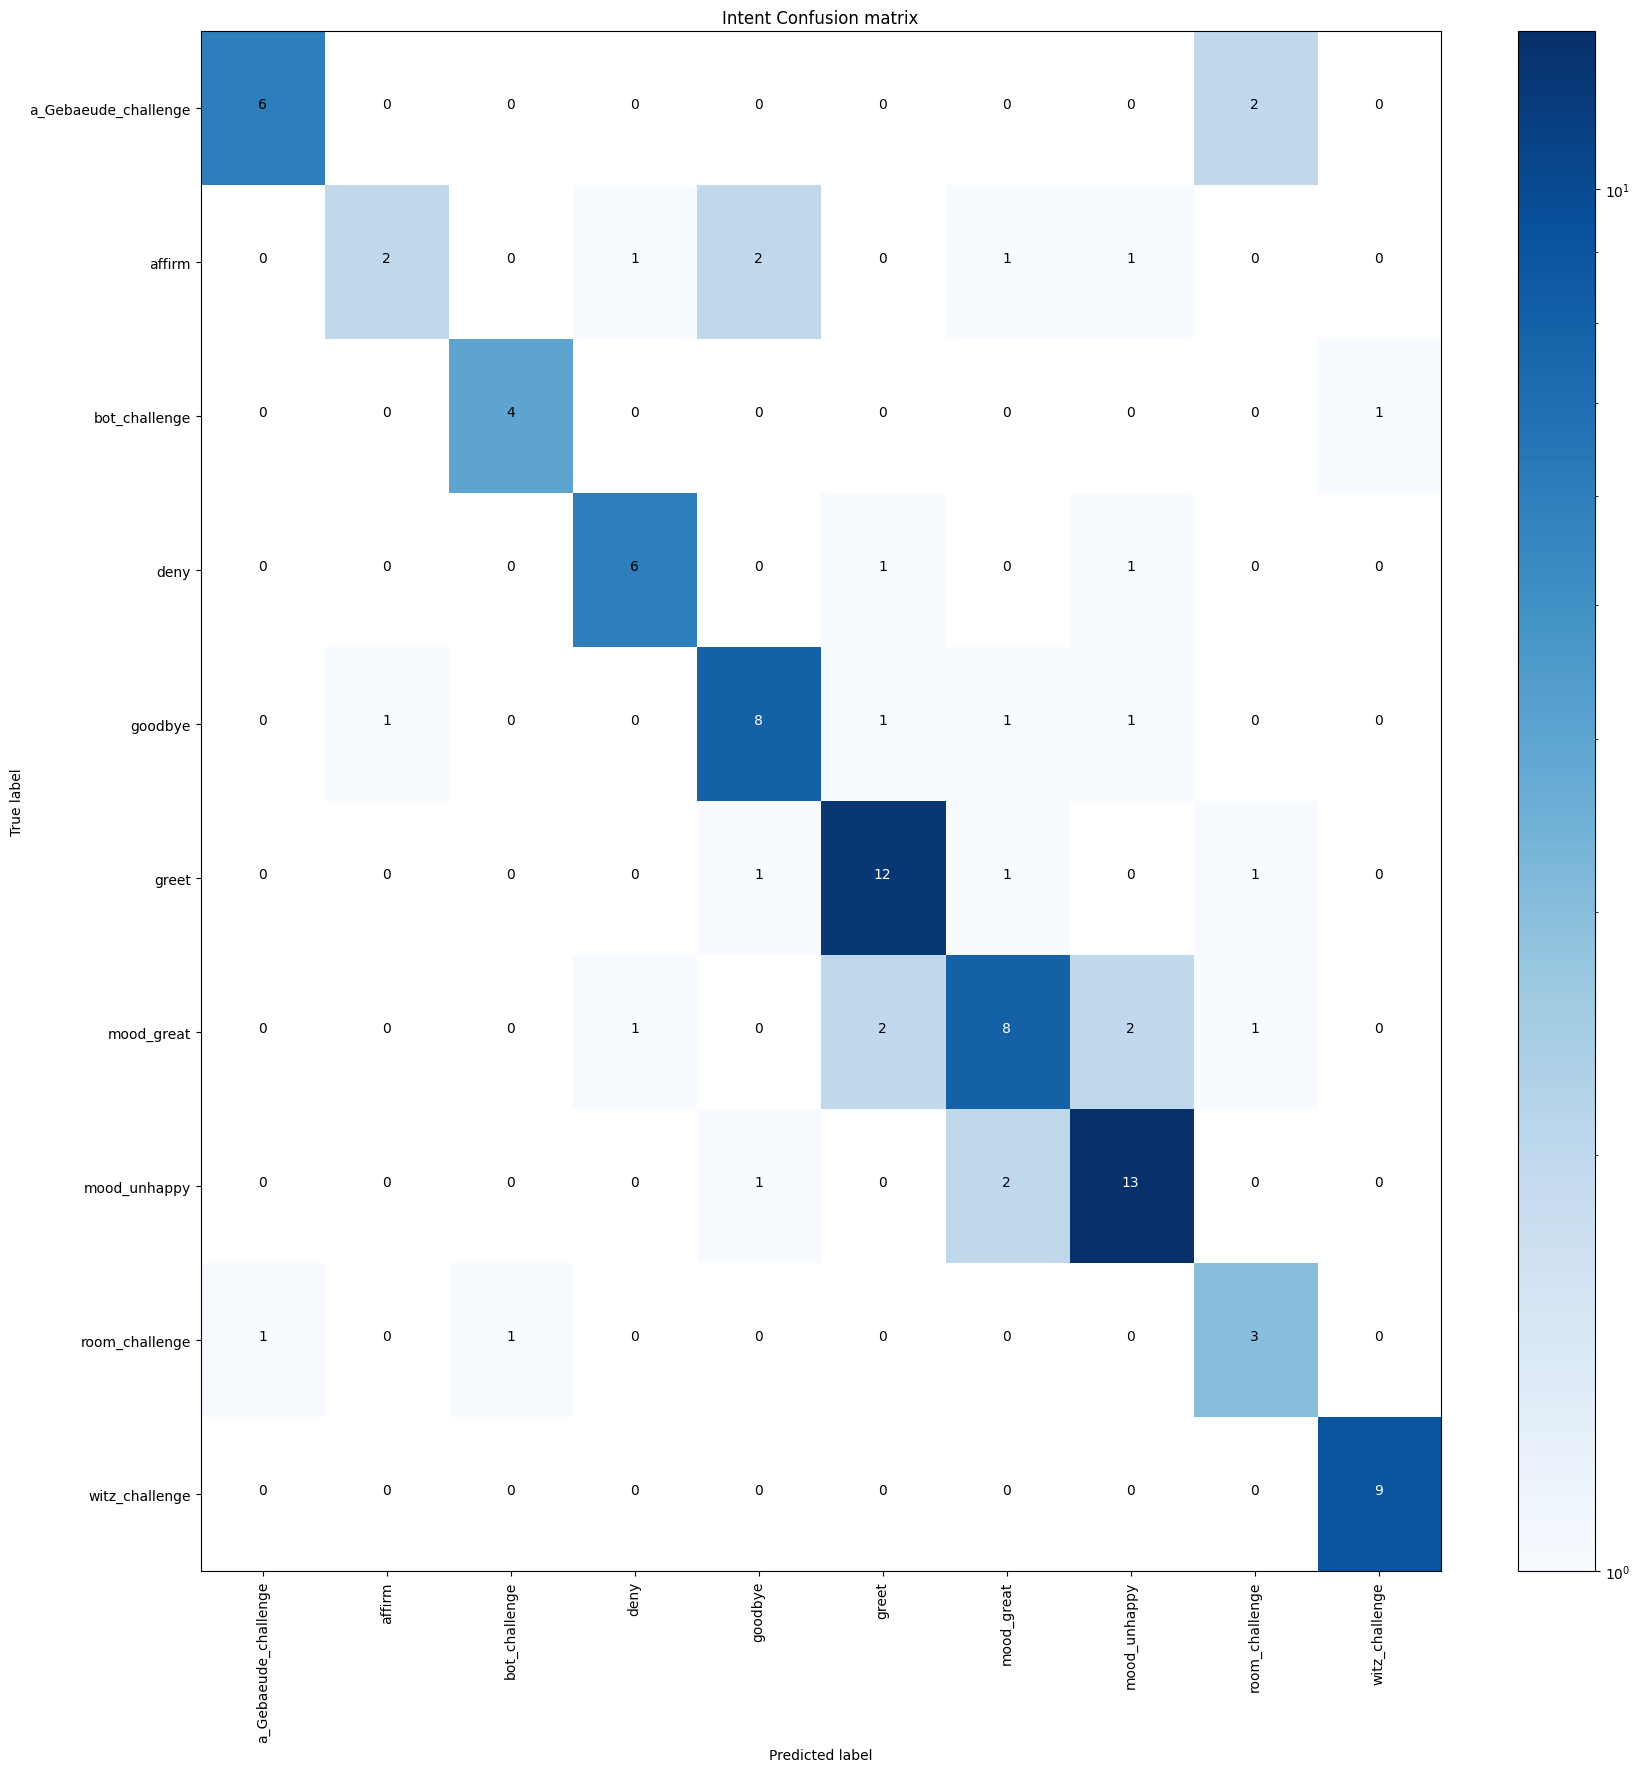 Intent Confusion matrix
a_Gebaeude_challenge 6 0 0 0 0 0 0 0 2 0
affirm 0 2 0 1 2 0 1 1 0 0
bot_challenge 0 0 4 0 0 0 0 0 0 1
deny 0 0 0 6 0 1 0 1 0 0
goodbye 0 1 0 0 8 1 1 1 0 0
greet 0 0 0 0 1 12 1 0 1 0
mood_great 0 0 0 1 0 2 8 2 1 0
mood_unhappy 0 0 0 0 1 0 2 13 0 0
room_challenge 1 0 1 0 0 0 0 0 3 0
witz_challenge 0 0 0 0 0 0 0 0 0 9
True label
a_Gebaeude_challenge
affirm
bot_challenge
deny
goodbye
greet
mood_great
mood_unhappy
room_challenge
witz_challenge
Predicted label
10¹
10⁰